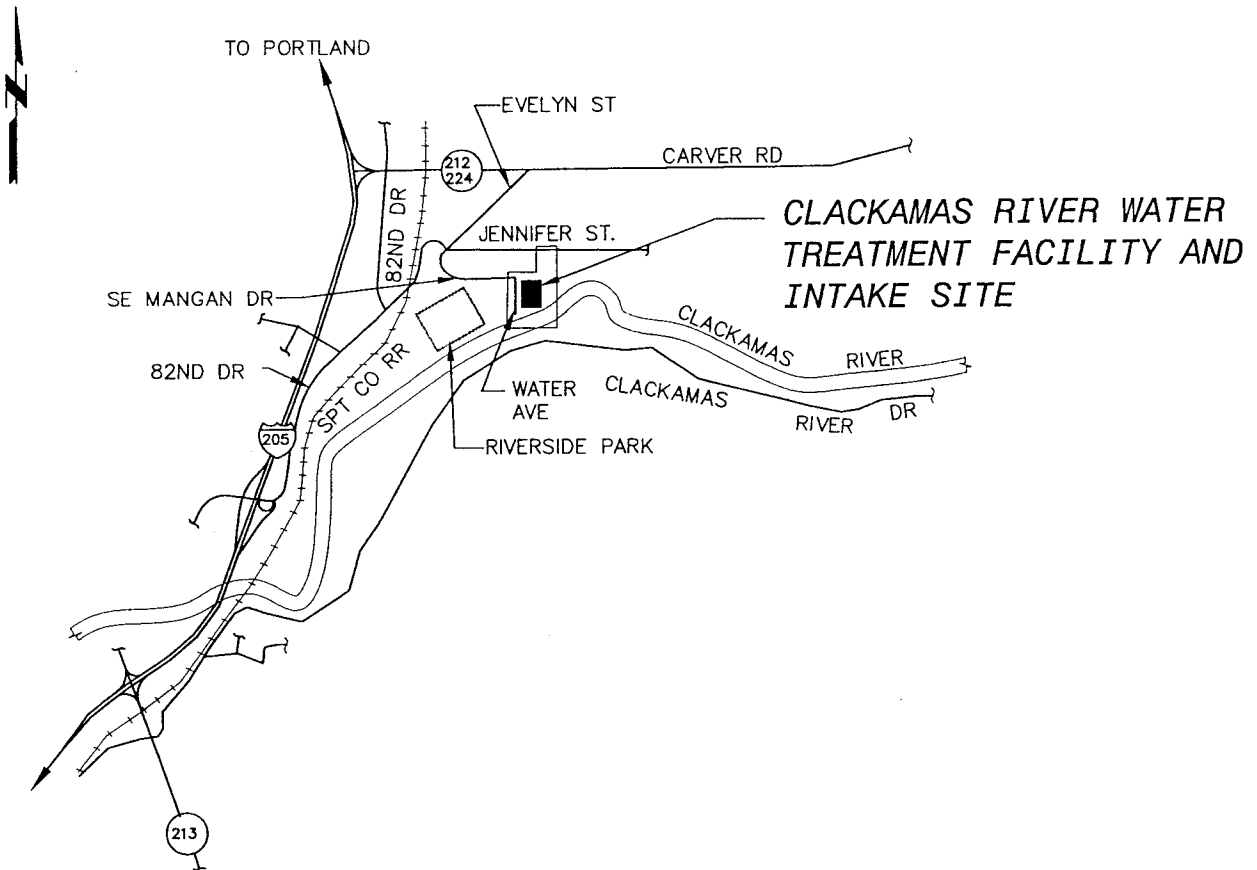 N
TO PORTLAND
EVELYN ST
212
224
CARVER RD
82ND DR
JENNIFER ST.
CLACKAMAS RIVER WATER
TREATMENT FACILITY AND
INTAKE SITE
SE MANGAN DR
82ND DR
SPT CO RR
CLACKAMAS
RIVER
WATER
AVE
CLACKAMAS
RIVER
DR
RIVERSIDE PARK
205
213